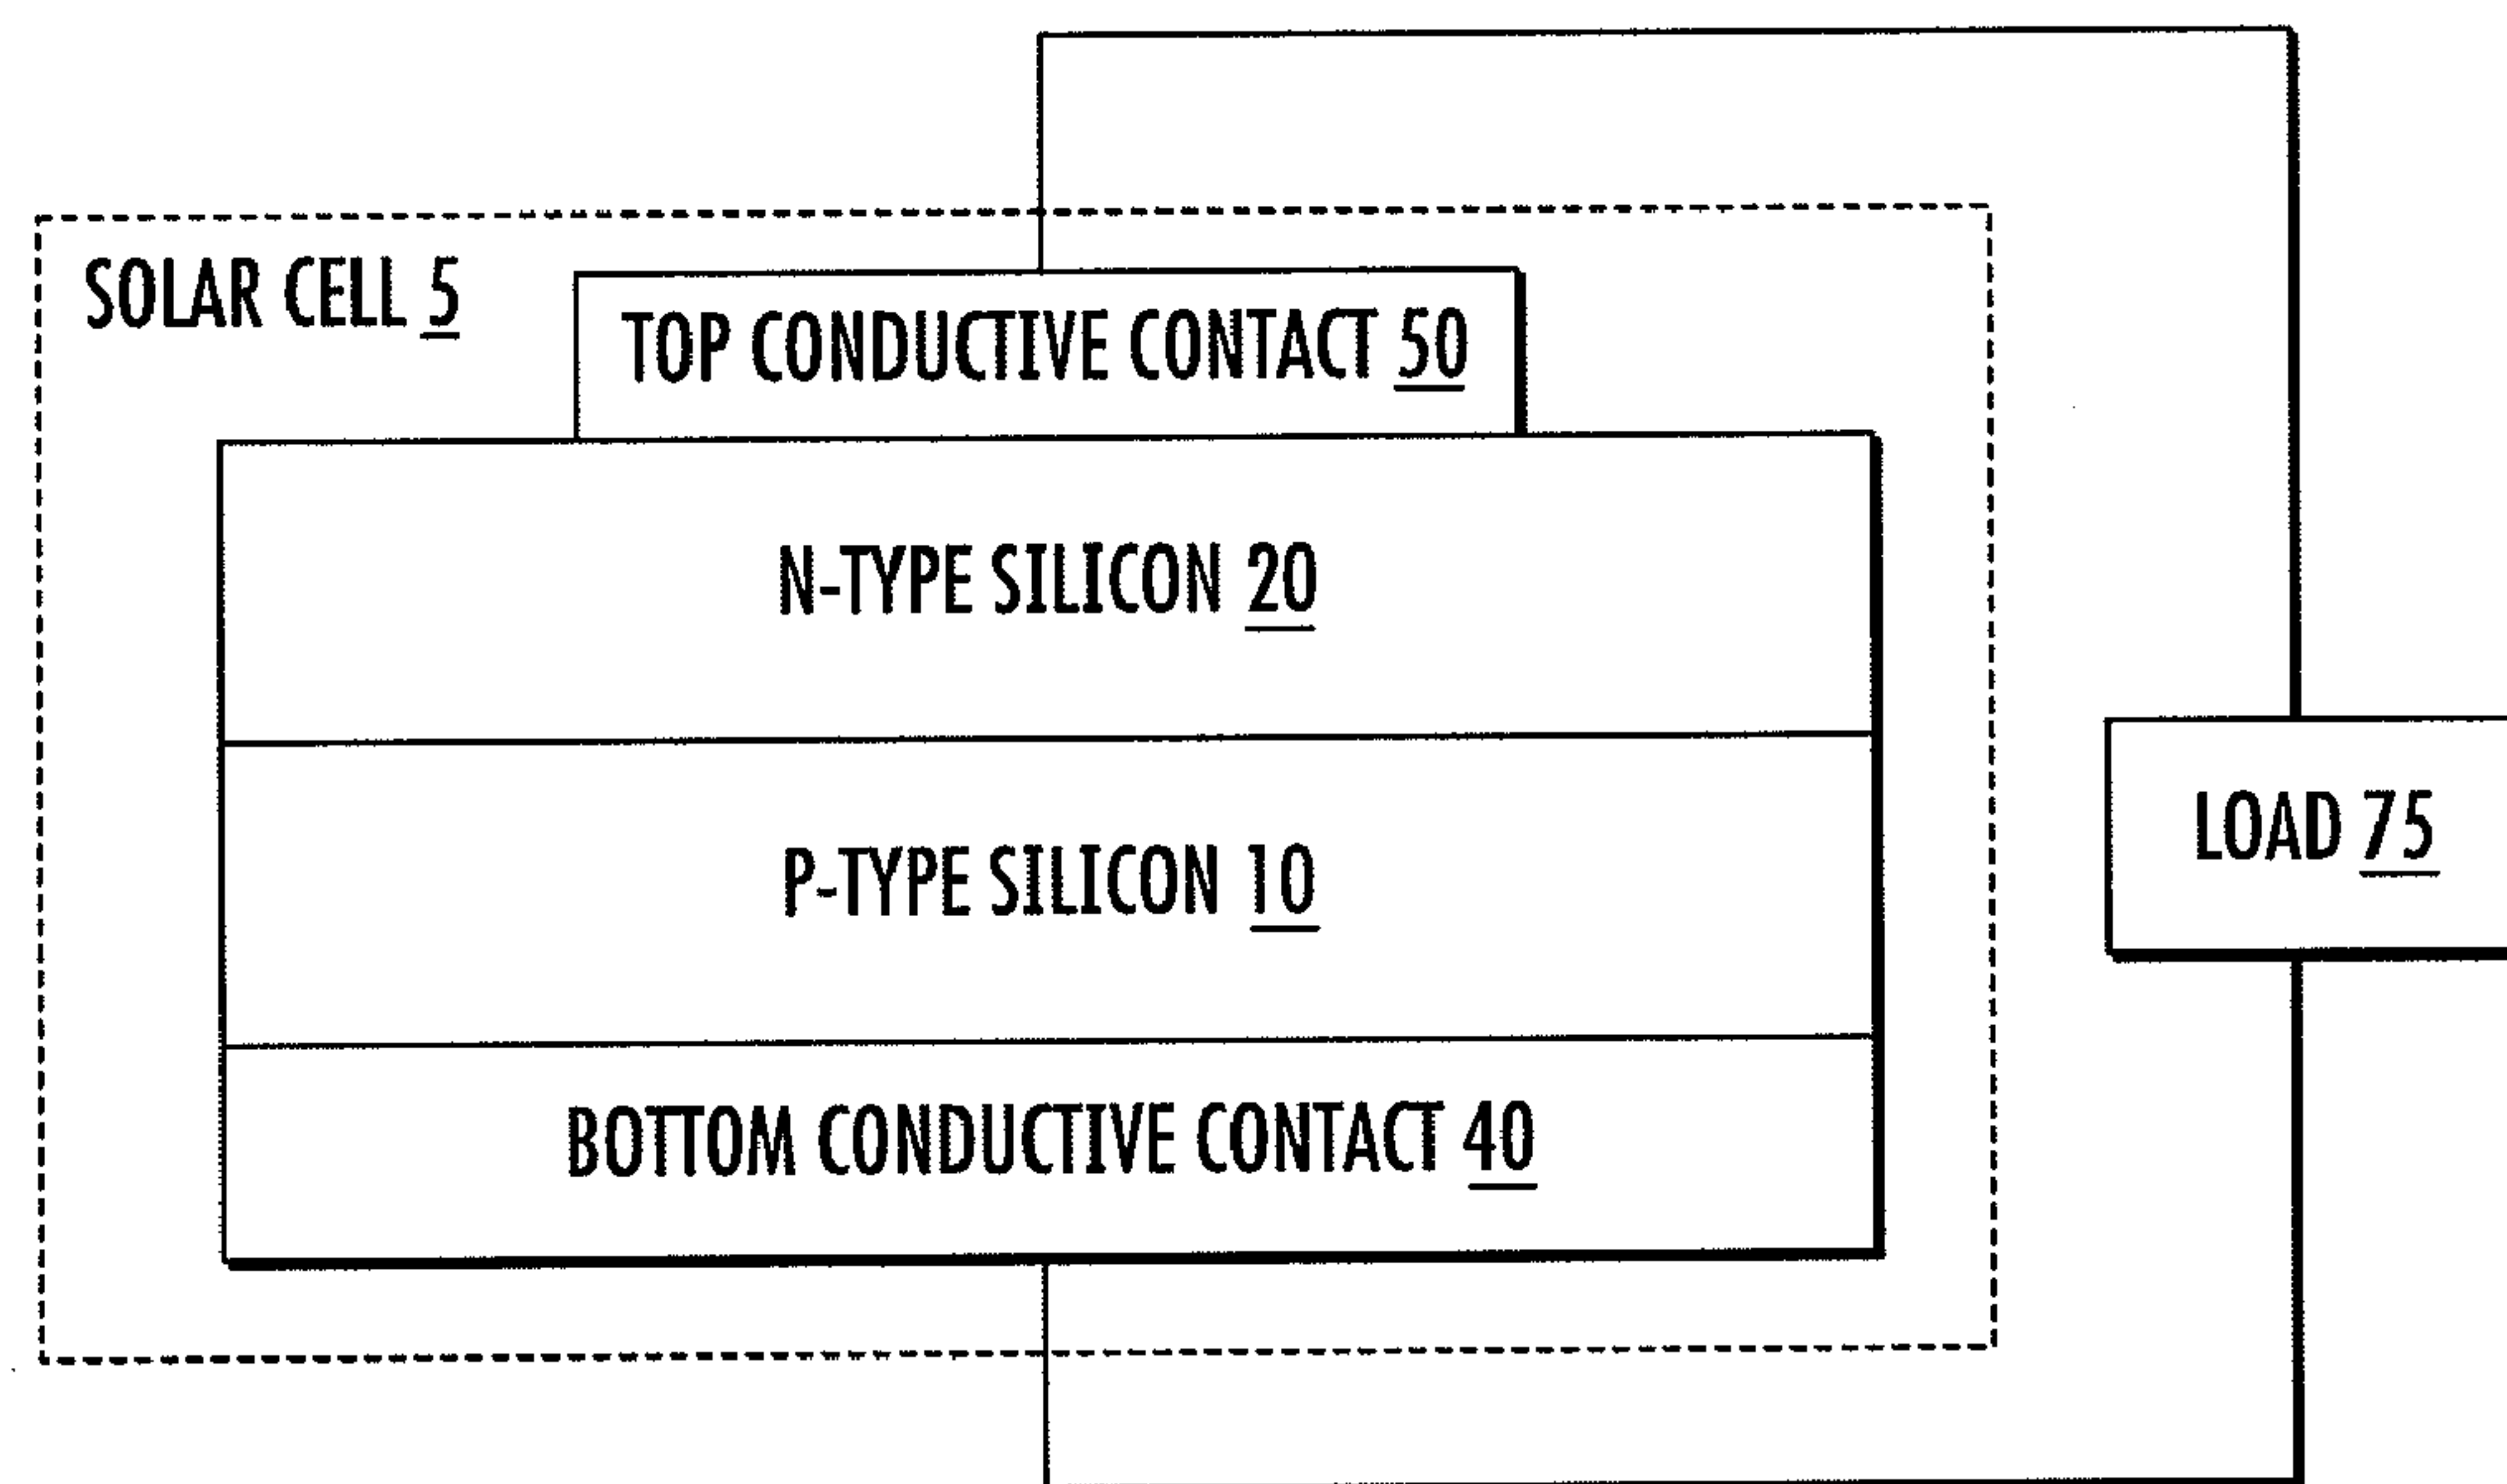 SOLAR CELL 5
TOP CONDUCTIVE CONTACT 50
N-TYPE SILICON 20
P-TYPE SILICON 10
LOAD 75
BOTTOM CONDUCTIVE CONTACT 40